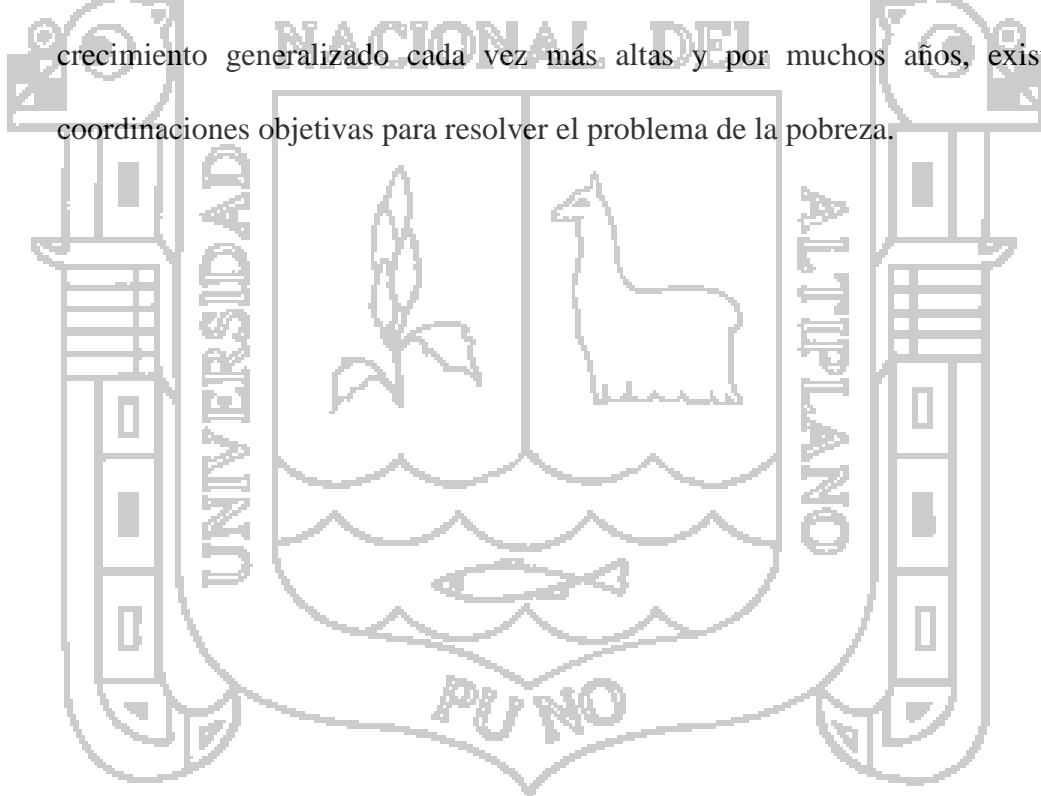 NACIONAL DEL
crecimiento generalizado cada vez más altas y por muchos años, exis
coordinaciones objetivas para resolver el problema de la pobreza.
UNIVERSIDAD
ALTIPLANO
PUNO